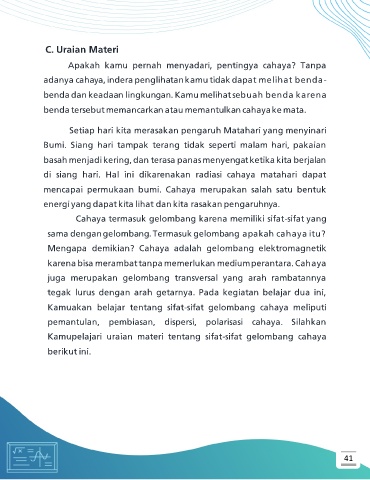 C. Uraian Materi
Apakah kamu pernah menyadari, pentingya cahaya? Tanpa
adanya cahaya, indera penglihatan kamu tidak dapat melihat benda-
benda dan keadaan lingkungan. Kamu melihat sebuah benda karena
benda tersebut memancarkan atau memantulkan cahaya ke mata.
Setiap hari kita merasakan pengaruh Matahari yang menyinari
Bumi. Siang hari tampak terang tidak seperti malam hari, pakaian
basah menjadi kering, dan terasa panas menyengat ketika kita berjalan
di siang hari. Hal ini dikarenakan radiasi cahaya matahari dapat
mencapai permukaan bumi. Cahaya merupakan salah satu bentuk
energi yang dapat kita lihat dan kita rasakan pengaruhnya.
Cahaya termasuk gelombang karena memiliki sifat-sifat yang
sama dengan gelombang. Termasuk gelombang apakah cahaya itu?
Mengapa demikian? Cahaya adalah gelombang elektromagnetik
karena bisa merambat tanpa memerlukan medium perantara. Cahaya
juga merupakan gelombang transversal yang arah rambatannya
tegak lurus dengan arah getarnya. Pada kegiatan belajar dua ini,
Kamuakan belajar tentang sifat-sifat gelombang cahaya meliputi
pemantulan, pembiasan, dispersi, polarisasi cahaya. Silahkan
Kamupelajari uraian materi tentang sifat-sifat gelombang cahaya
berikut ini.
41